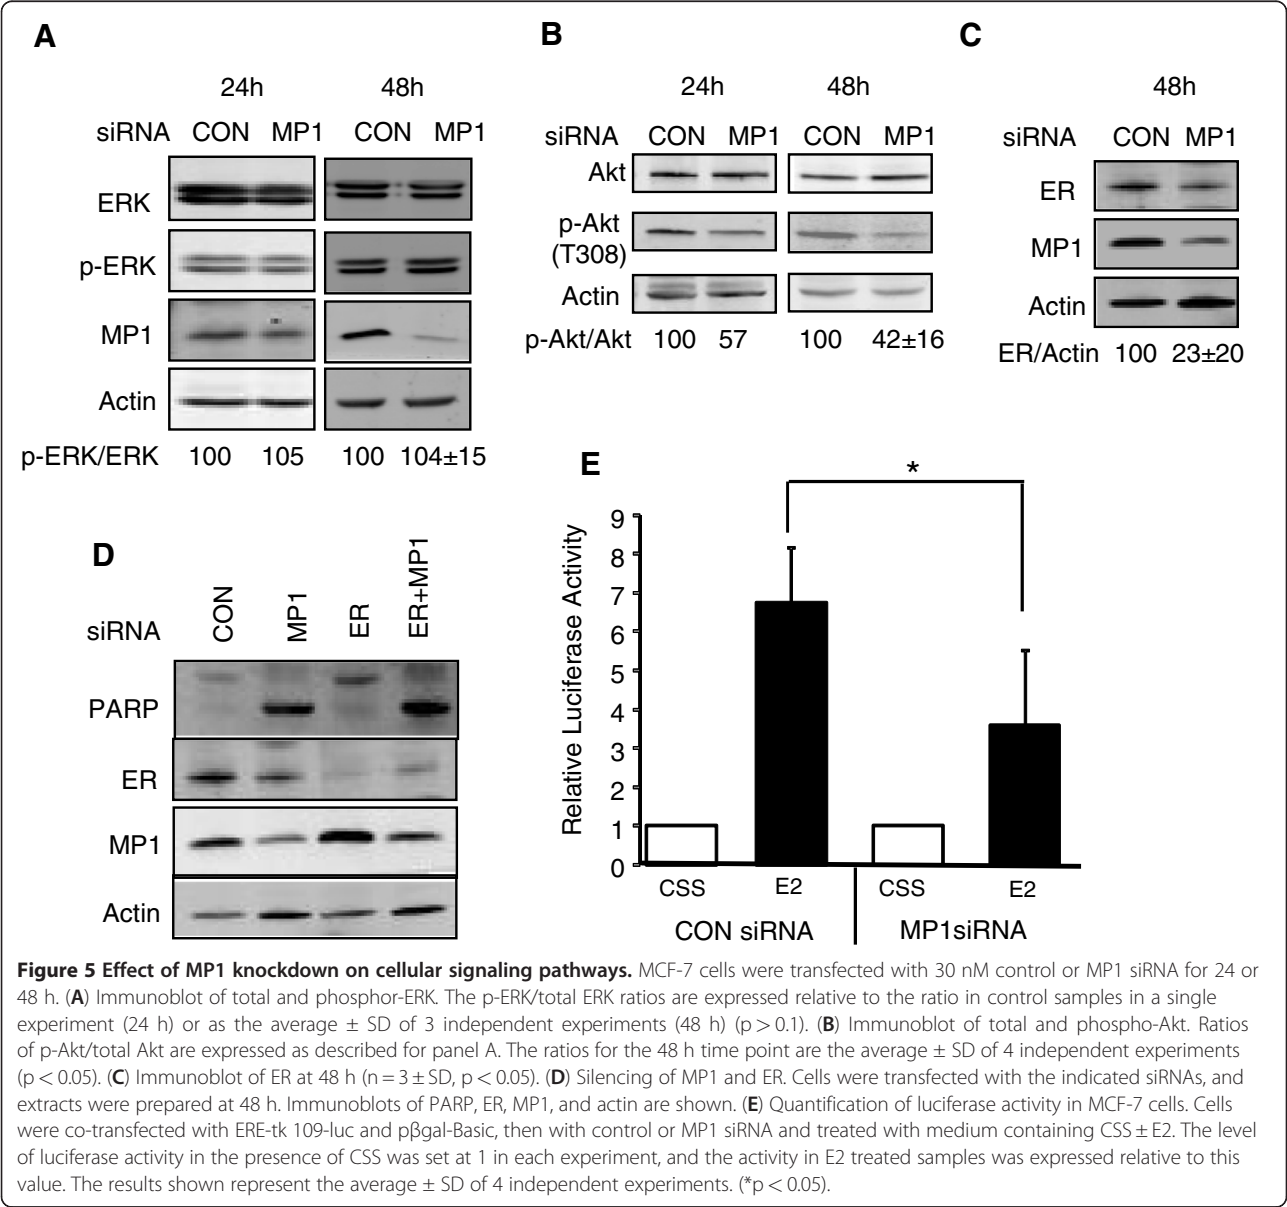 A
24h 48h
siRNA CON MP1 CON MP1
ERK
p-ERK
MP1
Actin
p-ERK/ERK 100 105 100 104±15
B
24h 48h
siRNA CON MP1 CON MP1
Akt
p-Akt
(T308)
Actin
p-Akt/Akt 100 57 100 42±16
C
48h
siRNA CON MP1
ER
MP1
Actin
ER/Actin 100 23±20
D
siRNA CON MP1 ER ER+MP1
PARP
ER
MP1
Actin
E
*
Relative Luciferase Activity
9
8
7
6
5
4
3
2
1
0
CSS E2 CSS E2
CON siRNA MP1siRNA
Figure 5 Effect of MP1 knockdown on cellular signaling pathways. MCF-7 cells were transfected with 30 nM control or MP1 siRNA for 24 or
48 h. (A) Immunoblot of total and phosphor-ERK. The p-ERK/total ERK ratios are expressed relative to the ratio in control samples in a single
experiment (24 h) or as the average ± SD of 3 independent experiments (48 h) (p > 0.1). (B) Immunoblot of total and phospho-Akt. Ratios
of p-Akt/total Akt are expressed as described for panel A. The ratios for the 48 h time point are the average ± SD of 4 independent experiments
(p < 0.05). (C) Immunoblot of ER at 48 h (n = 3 ± SD, p < 0.05). (D) Silencing of MP1 and ER. Cells were transfected with the indicated siRNAs, and
extracts were prepared at 48 h. Immunoblots of PARP, ER, MP1, and actin are shown. (E) Quantification of luciferase activity in MCF-7 cells. Cells
were co-transfected with ERE-tk 109-luc and pβgal-Basic, then with control or MP1 siRNA and treated with medium containing CSS ± E2. The level
of luciferase activity in the presence of CSS was set at 1 in each experiment, and the activity in E2 treated samples was expressed relative to this
value. The results shown represent the average ± SD of 4 independent experiments. (*p < 0.05).